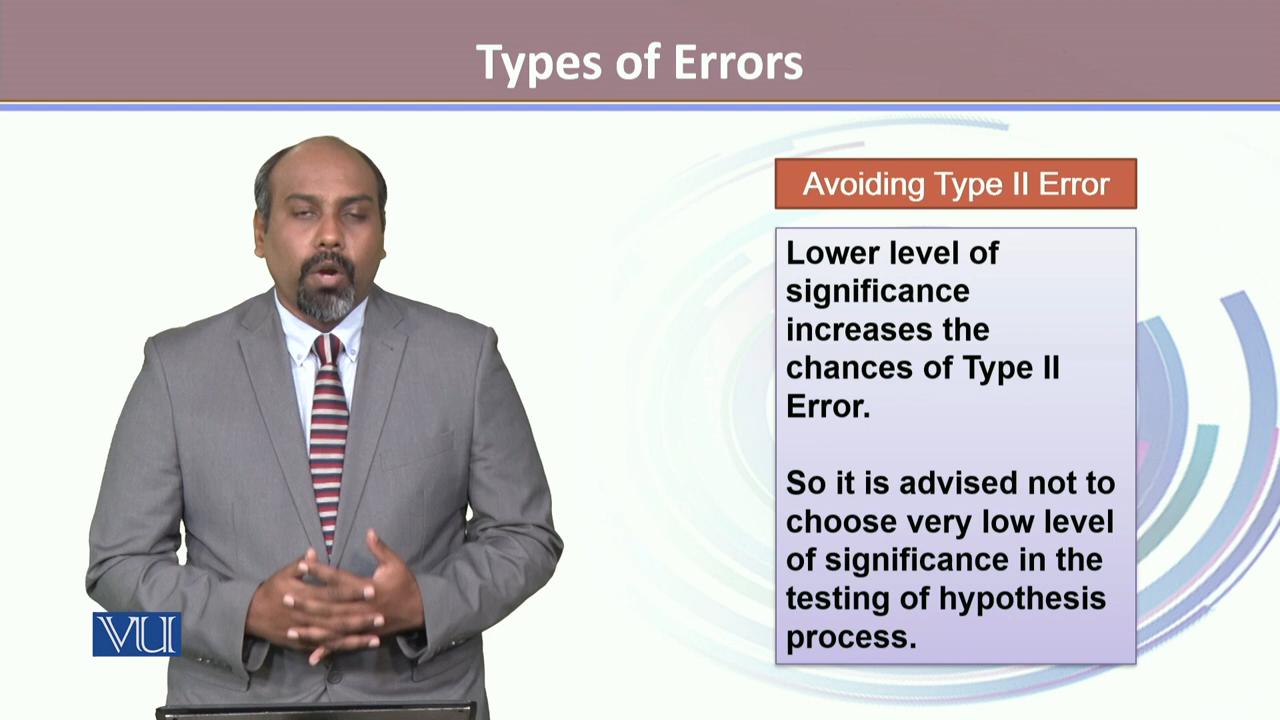 Types of Errors
Avoiding Type II Error
Lower level of
significance
increases the
chances of Type II
Error.
So it is advised not to
choose very low level
of significance in the
testing of hypothesis
process.
VU